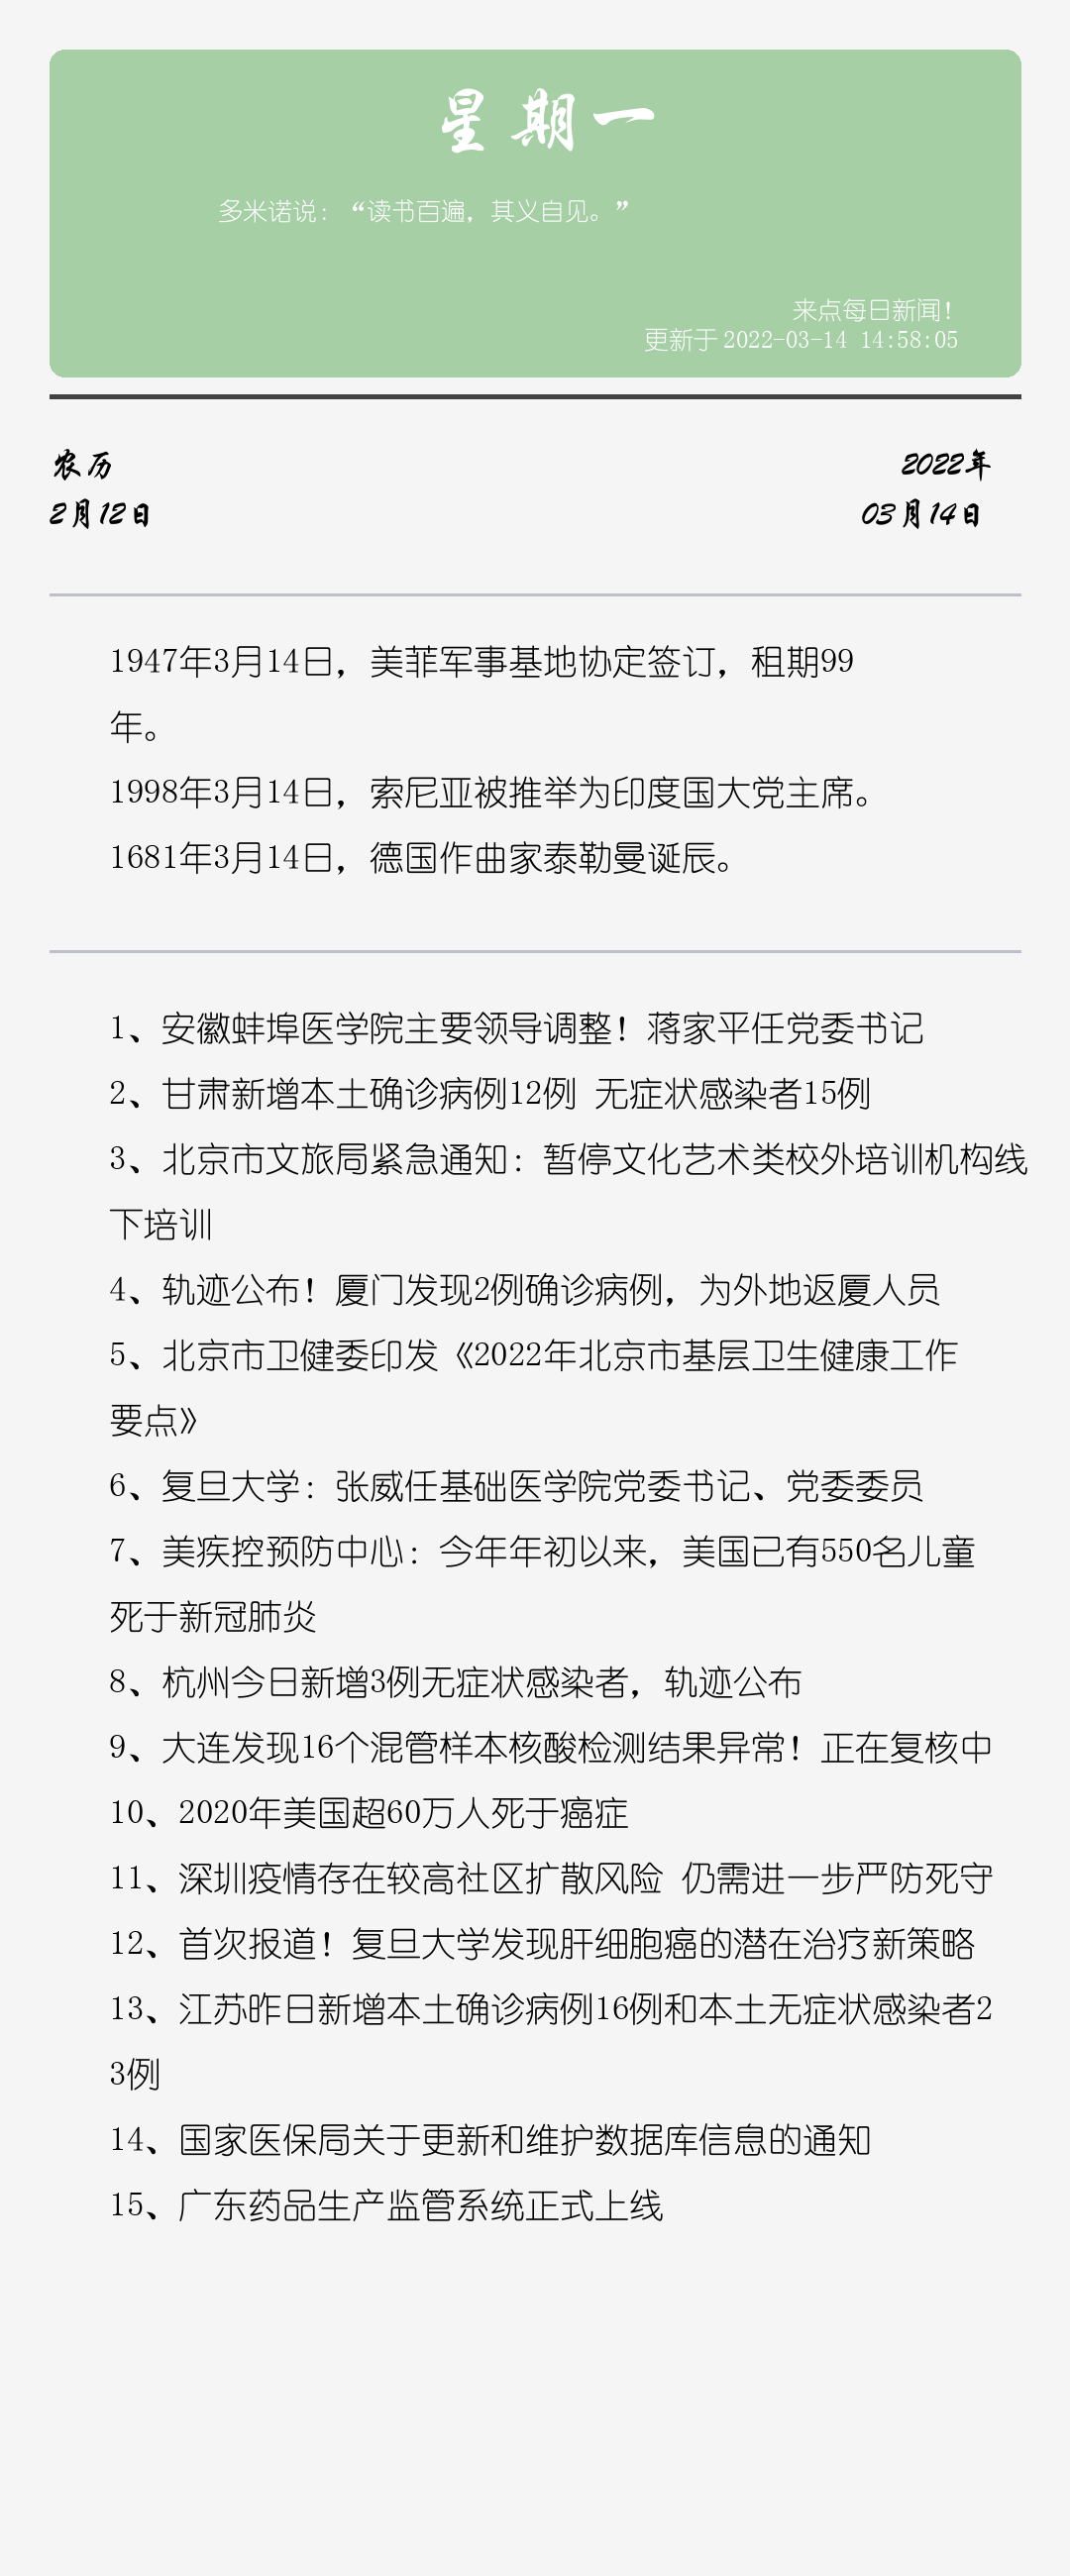 星期一
多米诺说：“读书百遍，其义自见。”
来点每日新闻！
更新于 2022-03-14 14:58:05
农历
2022年
2月12日
03月14日
1947年3月14日，美菲军事基地协定签订，租期99
年。
1998年3月14日，索尼亚被推举为印度国大党主席。
1681年3月14日，德国作曲家泰勒曼诞辰。
1、安徽蚌埠医学院主要领导调整！蒋家平任党委书记
2、甘肃新增本土确诊病例12例 无症状感染者15例
3、北京市文旅局紧急通知：暂停文化艺术类校外培训机构线
下培训
4、轨迹公布！厦门发现2例确诊病例，为外地返厦人员
5、北京市卫健委印发《2022年北京市基层卫生健康工作
要点》
6、复旦大学：张威任基础医学院党委书记、党委委员
7、美疾控预防中心：今年年初以来，美国已有550名儿童
死于新冠肺炎
8、杭州今日新增3例无症状感染者，轨迹公布
9、大连发现16个混管样本核酸检测结果异常！正在复核中
10、2020年美国超60万人死于癌症
11、深圳疫情存在较高社区扩散风险 仍需进一步严防死守
12、首次报道！复旦大学发现肝细胞癌的潜在治疗新策略
13、江苏昨日新增本土确诊病例16例和本土无症状感染者2
3例
14、国家医保局关于更新和维护数据库信息的通知
15、广东药品生产监管系统正式上线